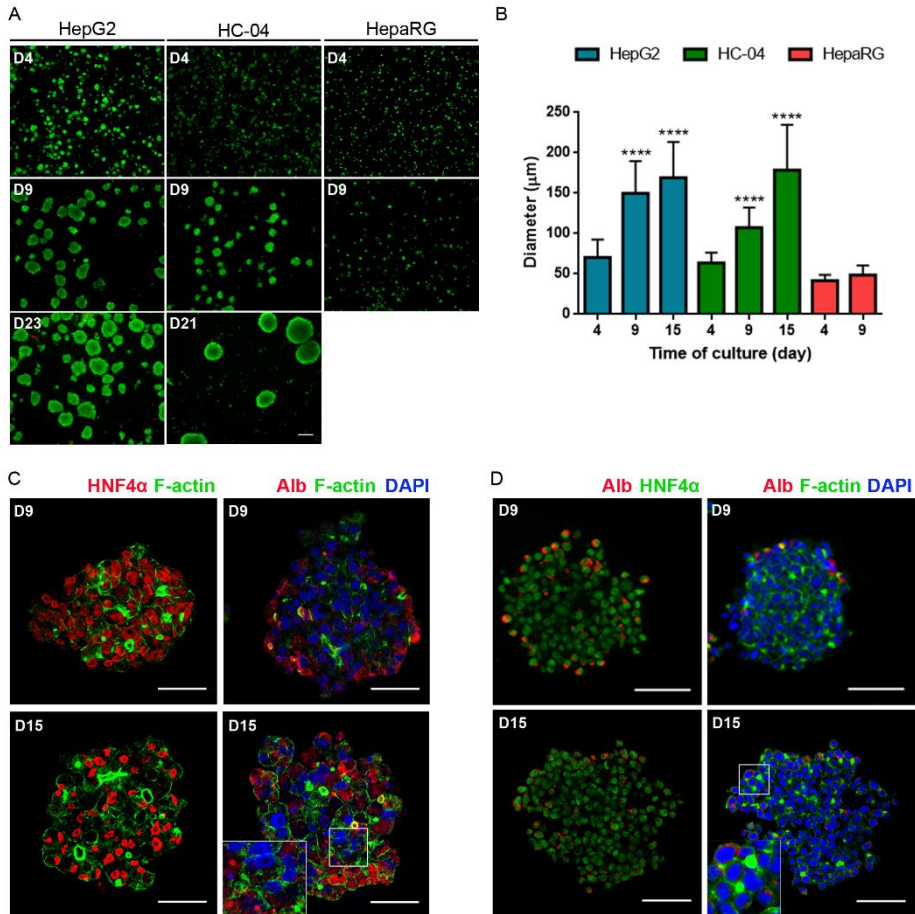 A
HepG2 HC-04 HepaRG
D4 D4 D4
D9 D9 D9
D23 D21
B
HepG2 HC-04 HepaRG
250
200
150
100
50
0
Diameter (μm)
**** **** **** ****
4 9 15 4 9 15 4 9
Time of culture (day)
C
HNF4α F-actin Alb F-actin DAPI
D9 D9
D15 D15
D
Alb HNF4α Alb F-actin DAPI
D9
D15 D15